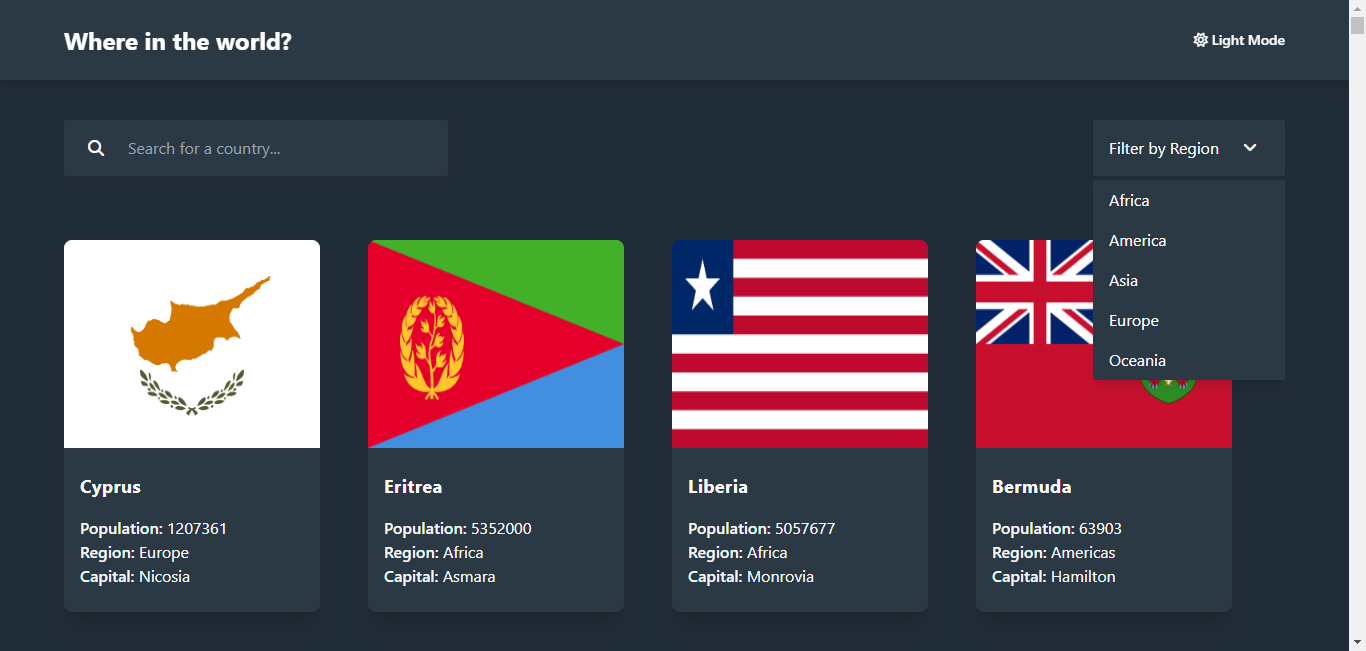 Where in the world?
Light Mode
Search for a country...
Filter by Region
Africa
America
Asia
Europe
Oceania
Cyprus
Population: 1207361
Region: Europe
Capital: Nicosia
Eritrea
Population: 5352000
Region: Africa
Capital: Asmara
Liberia
Population: 5057677
Region: Africa
Capital: Monrovia
Bermuda
Population: 63903
Region: Americas
Capital: Hamilton